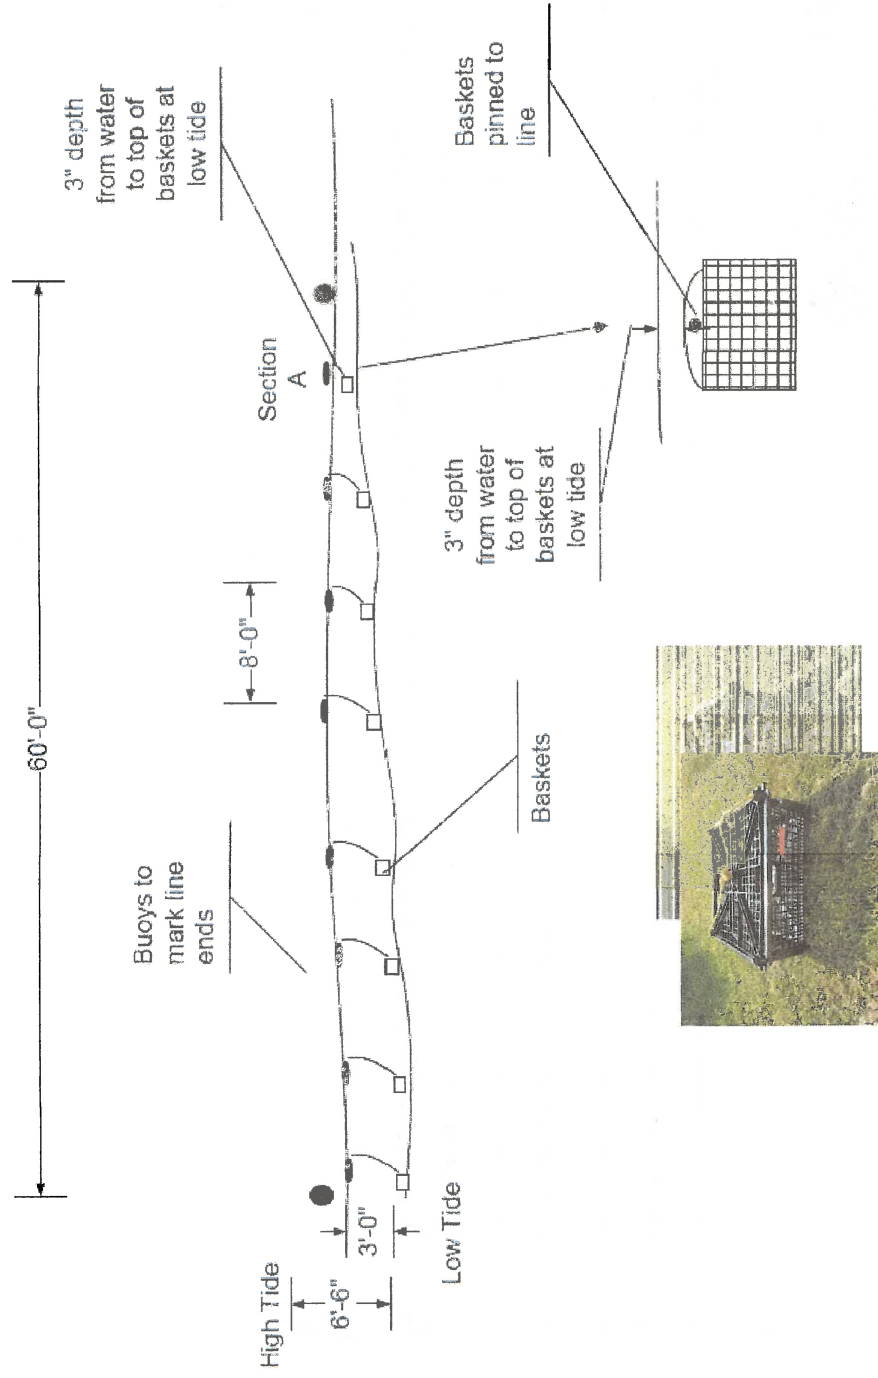 60'-0"
3" depth
from water
to top of
baskets at
low tide
Buoys to
mark line
ends
8'-0"
Section
A
High Tide
6'-6"
3'-0"
Low Tide
Baskets
3" depth
from water
to top of
baskets at
low tide
Baskets
pinned to
line